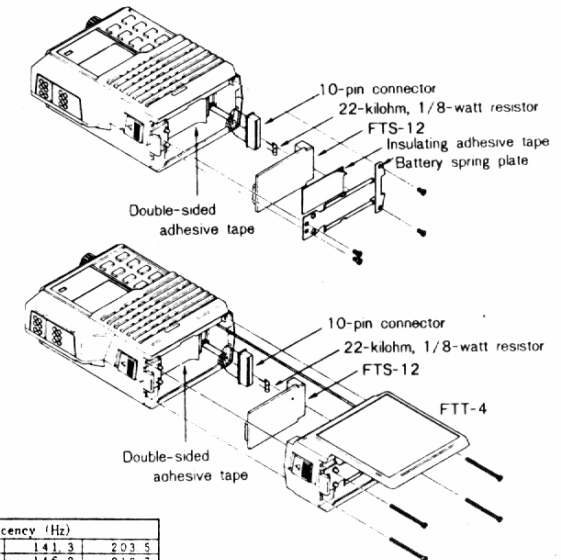 10-pin connector
22-kilohm, 1/8-watt resistor
FTS-12
Insulating adhesive tape
Battery spring plate
Double-sided
adhesive tape
10-pin connector
22-kilohm, 1/8-watt resistor
FTS-12
FTT-4
Double-sided
adhesive tape
cency (Hz)
141.3 203.5